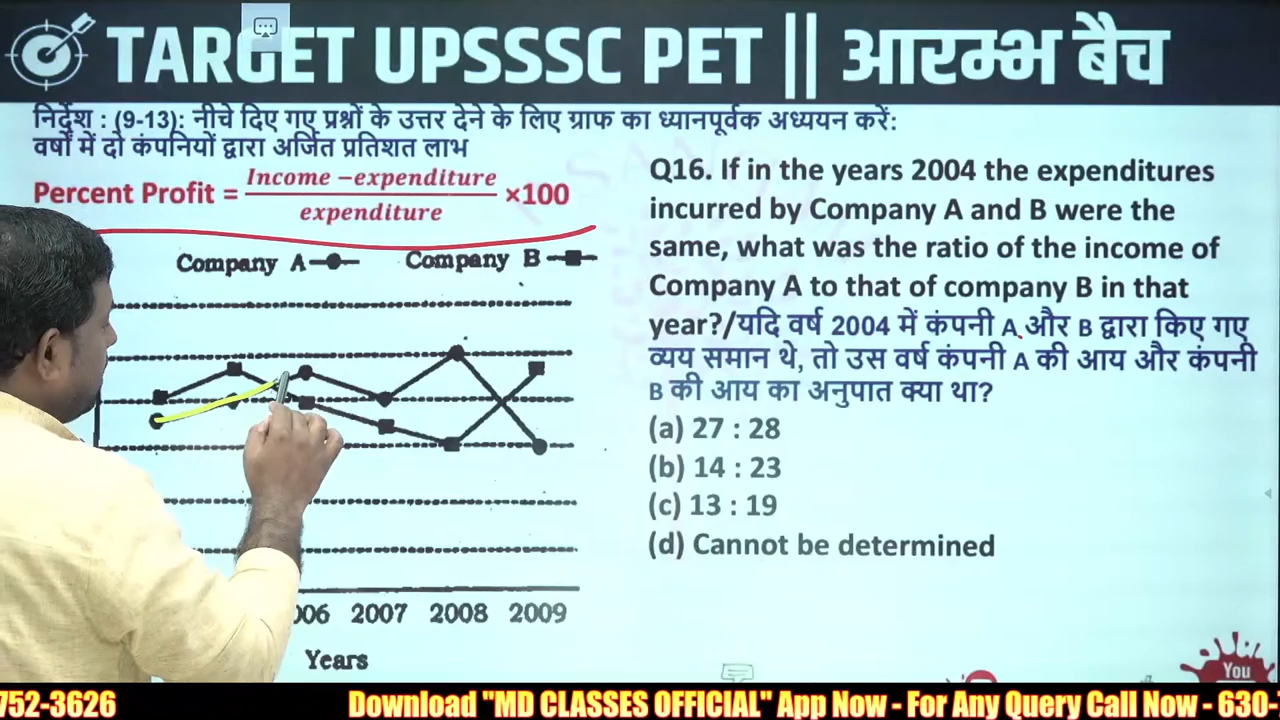 TARGET UPSSSC PET || आरम्भ बैच
निर्देश : (9-13): नीचे दिए गए प्रश्नों के उत्तर देने के लिए ग्राफ का ध्यानपूर्वक अध्ययन करें:
वर्षों में दो कंपनियों द्वारा अर्जित प्रतिशत लाभ
Percent Profit = Income −expenditure / expenditure ×100
Company A
Company B
2007 2008 2009
Years
Q16. If in the years 2004 the expenditures
incurred by Company A and B were the
same, what was the ratio of the income of
Company A to that of company B in that
year?/यदि वर्ष 2004 में कंपनी A और B द्वारा किए गए
व्यय समान थे, तो उस वर्ष कंपनी A की आय और कंपनी
B की आय का अनुपात क्या था?
(a) 27 : 28
(b) 14 : 23
(c) 13 : 19
(d) Cannot be determined
You
752-3626 Download "MD CLASSES OFFICIAL" App Now - For Any Query Call Now - 630-